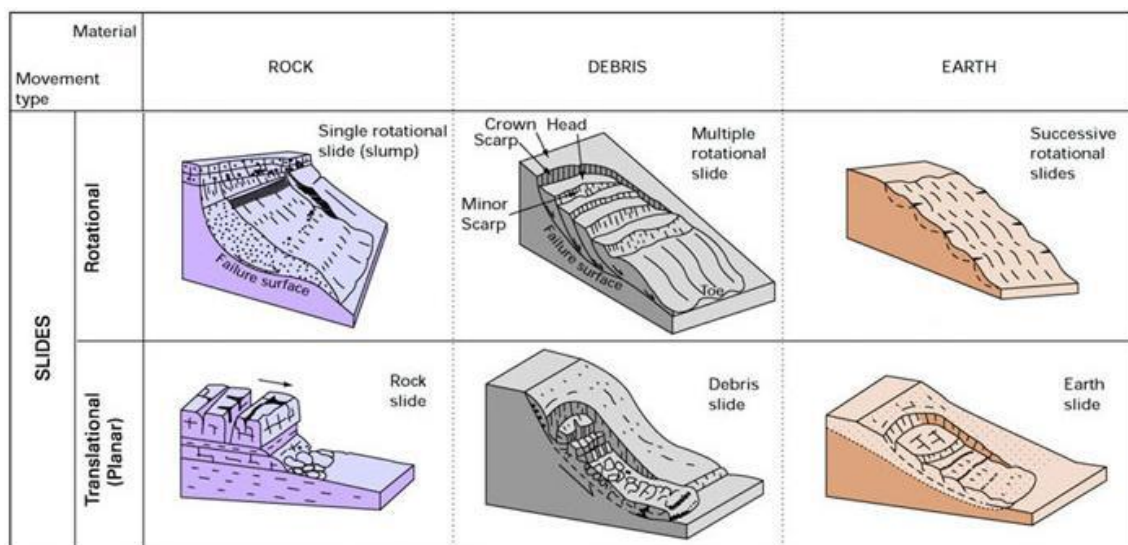 Material
Movement
type
ROCK
DEBRIS
EARTH
SLIDES
Rotational
Single rotational
slide (slump)
Failure surface
Crown
Scarp
Head
Minor
Scarp
Failure surface
Toe
Multiple
rotational
slide
Successive
rotational
slides
Translational
(Planar)
Rock
slide
Debris
slide
Earth
slide